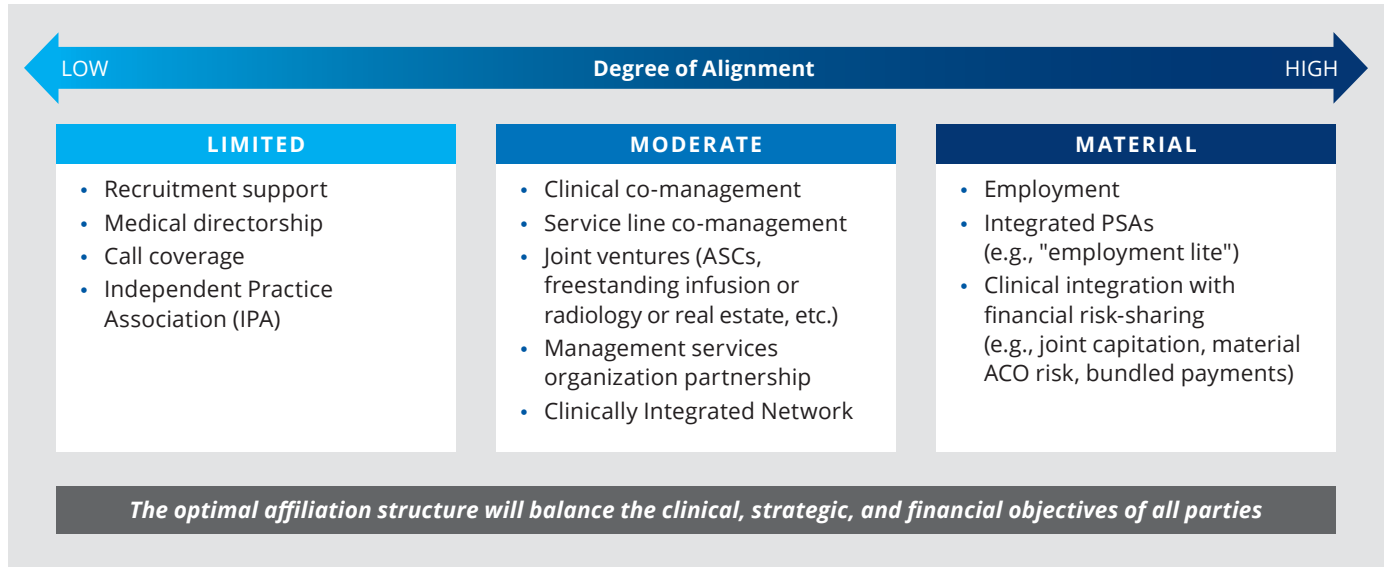 LOW Degree of Alignment HIGH
LIMITED
• Recruitment support
• Medical directorship
• Call coverage
• Independent Practice
Association (IPA)
MODERATE
• Clinical co-management
• Service line co-management
• Joint ventures (ASCs,
freestanding infusion or
radiology or real estate, etc.)
• Management services
organization partnership
• Clinically Integrated Network
MATERIAL
• Employment
• Integrated PSAs
(e.g., "employment lite")
• Clinical integration with
financial risk-sharing
(e.g., joint capitation, material
ACO risk, bundled payments)
The optimal affiliation structure will balance the clinical, strategic, and financial objectives of all parties